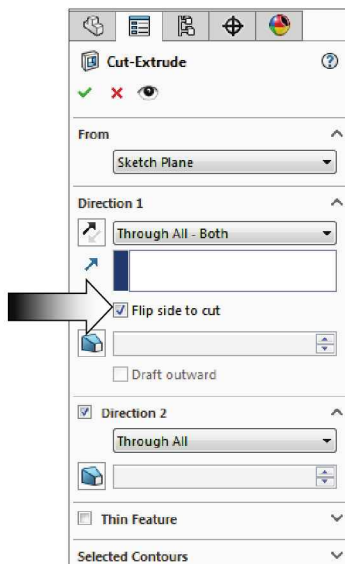 Cut-Extrude
?
From
Sketch Plane
Direction 1
Through All - Both
Flip side to cut
Draft outward
Direction 2
Through All
Thin Feature
Selected Contours